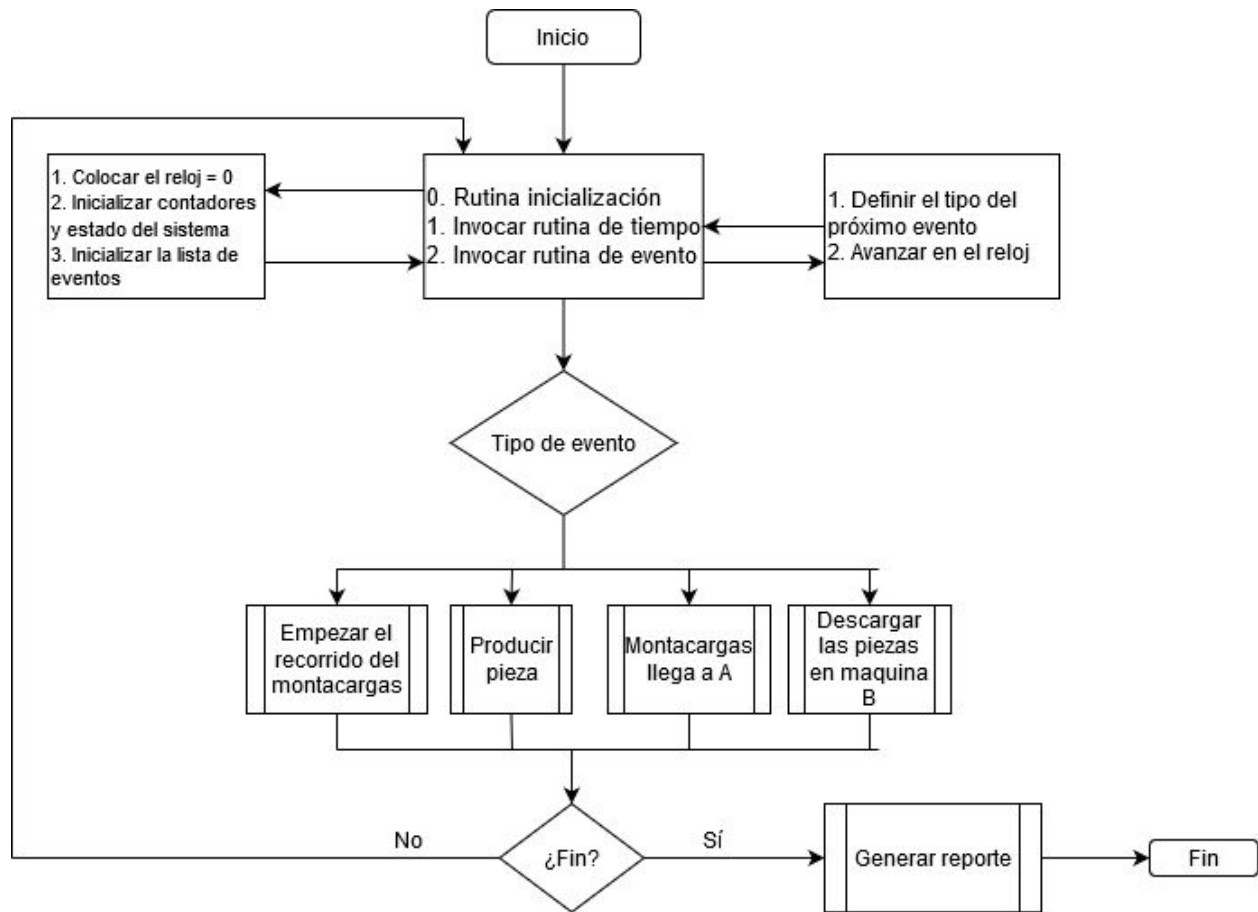 Inicio
1. Colocar el reloj = 0
2. Inicializar contadores
y estado del sistema
3. Inicializar la lista de
eventos
0. Rutina inicialización
1. Invocar rutina de tiempo
2. Invocar rutina de evento
1. Definir el tipo del
próximo evento
2. Avanzar en el reloj
Tipo de evento
Empezar el
recorrido del
montacargas
Producir
pieza
Montacargas
llega a A
Descargar
las piezas
en maquina
B
No
¿Fin?
Sí
Generar reporte
Fin